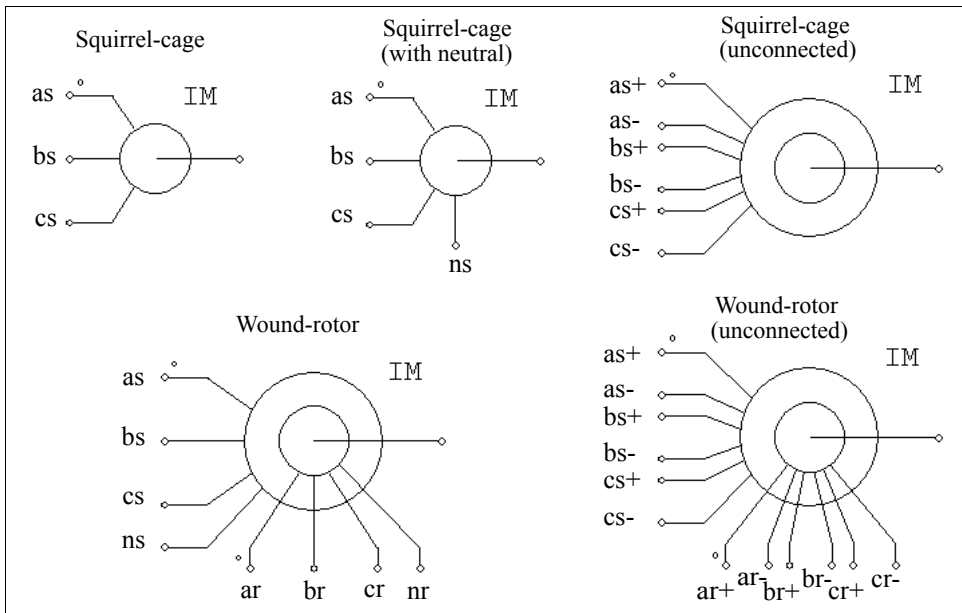 Squirrel-cage
as
IM
bs
cs
Squirrel-cage
(with neutral)
as
IM
bs
cs
ns
Squirrel-cage
(unconnected)
as+
IM
as-
bs+
bs-
cs+
cs-
Wound-rotor
as
IM
bs
cs
ns
ar
br
cr
nr
Wound-rotor
(unconnected)
as+
IM
as-
bs+
bs-
cs+
cs-
ar+
ar-
br+
br-
cr+
cr-